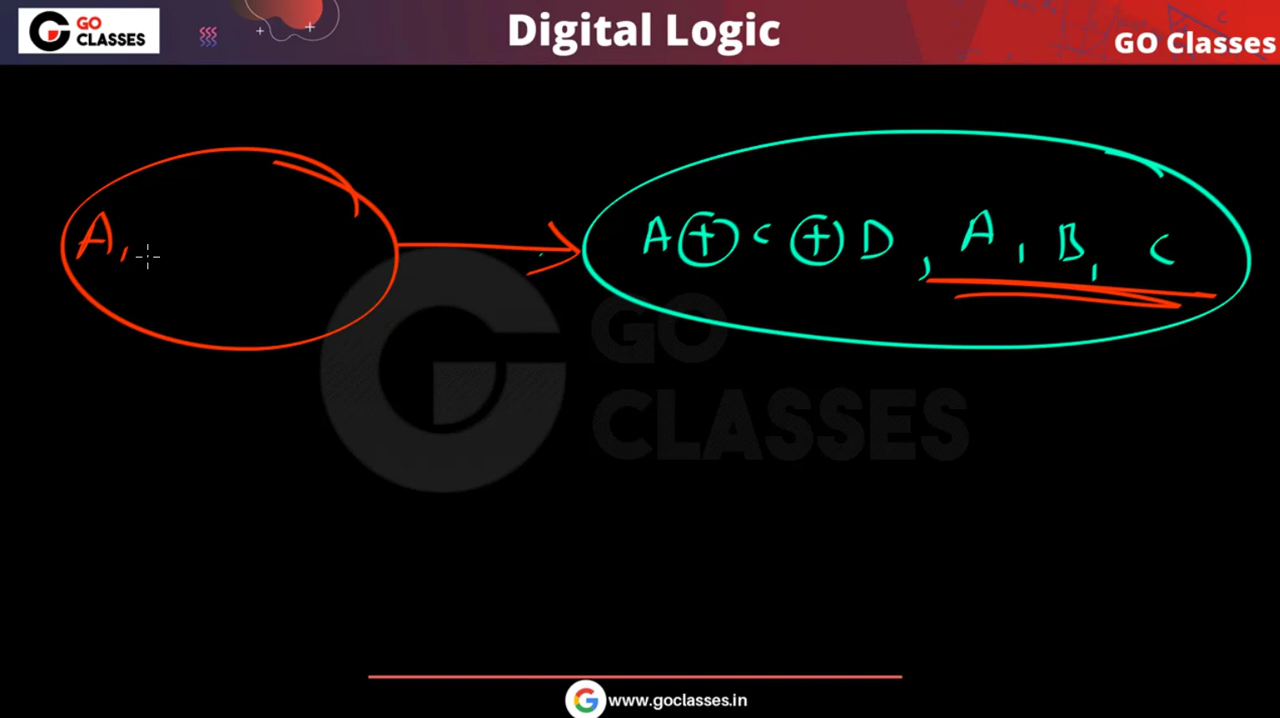 GO
CLASSES
Digital Logic
GO Classes
A,
A ⊕ C ⊕ D, A, B, C
GO
CLASSES
www.goclasses.in